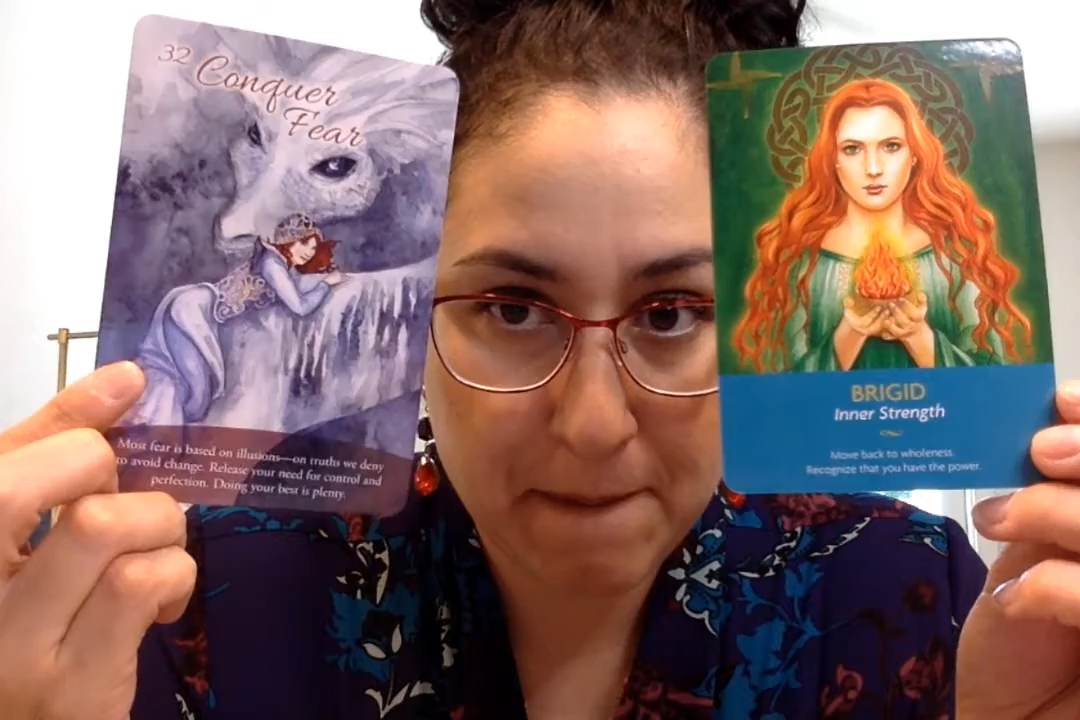 32 Conquer
Fear
Most fear is based on illusions—on truths we deny
to avoid change. Release your need for control and
perfection. Doing your best is plenty.
BRIGID
Inner Strength
Move back to wholeness.
Recognize that you have the power.